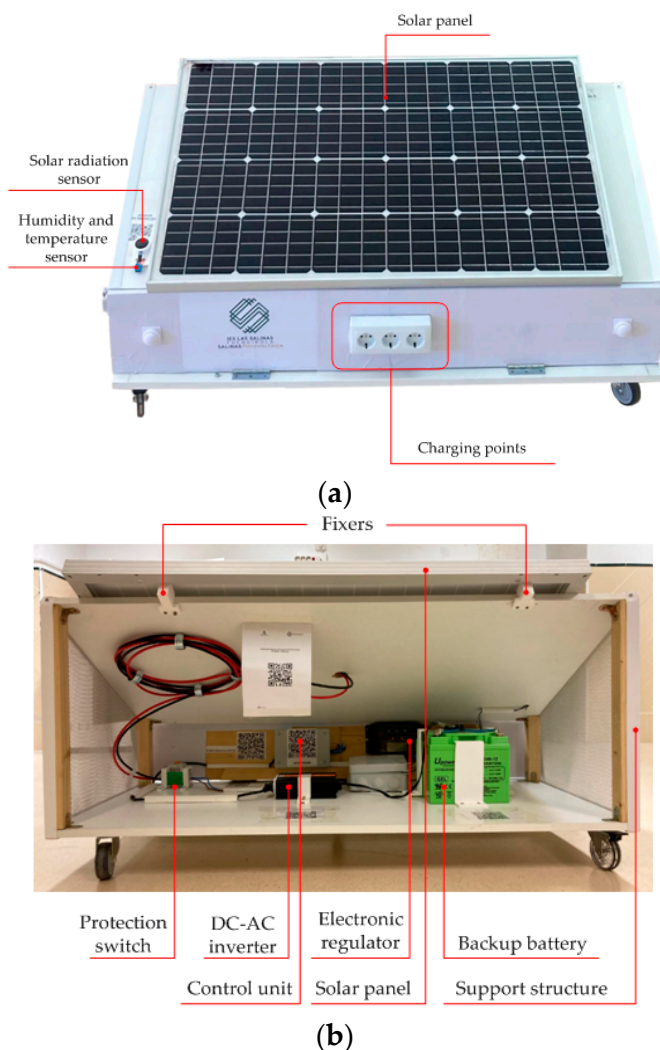 Solar panel
Solar radiation
sensor
Humidity and
temperature
sensor
IES LAS SALINAS
FUENGIROLA
Charging points
(a)
Fixers
Protection
switch
DC-AC
inverter
Electronic
regulator
Backup battery
Control unit
Solar panel
Support structure
(b)